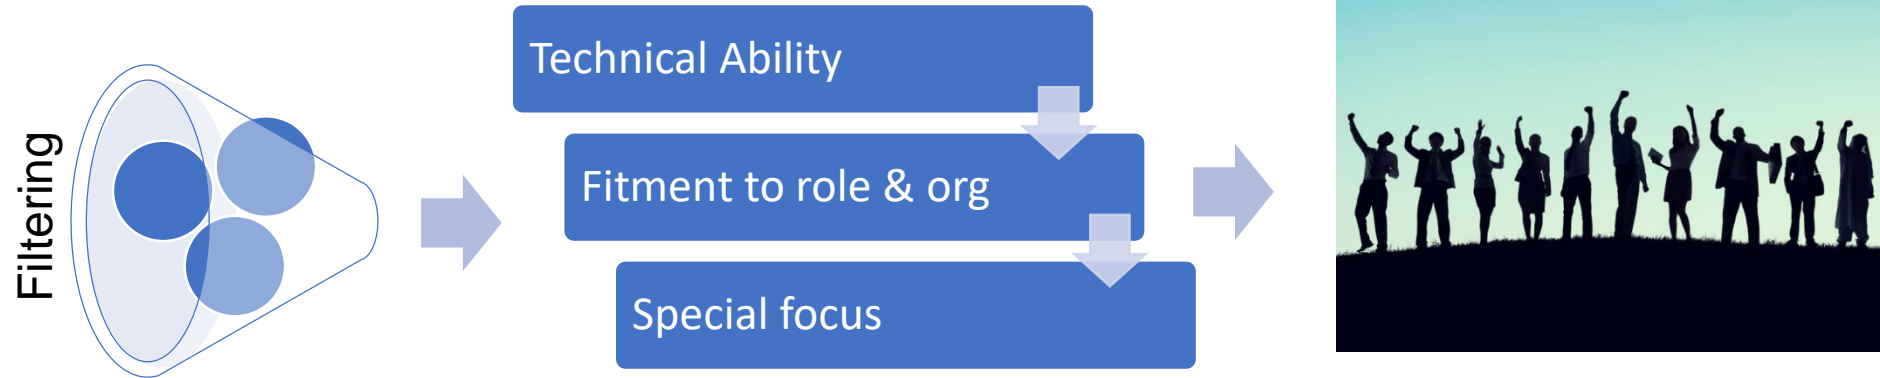 Filtering
Technical Ability
Fitment to role & org
Special focus